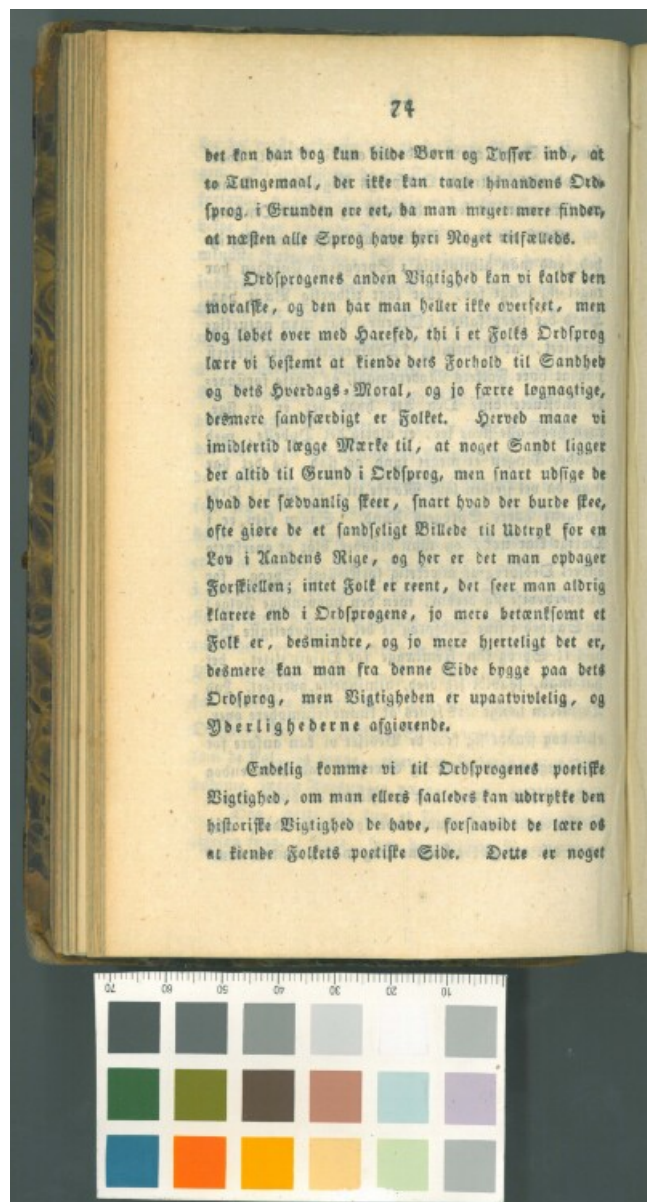 74
det kan han dog kun bilde Børn og Tosser ind, at
to Tungemaal, der ikke kan taale hinandens Ord-
sprog, i Grunden ere eet, da man meget mere finder,
at næsten alle Sprog have heri Noget tilfælleds.
Ordsprogenes anden Vigtighed kan vi kalde den
moralske, og den har man heller ikke overseet, men
dog løbet over med Harefed, thi i et Folks Ordsprog
lære vi bestemt at kiende dets Forhold til Sandhed
og dets Hverdags-Moral, og jo færre løgnagtige,
desmere sandfærdigt er Folket. Herved maae vi
imidlertid lægge Mærke til, at noget Sandt ligger
der altid til Grund i Ordsprog, men snart udsige de
hvad der sædvanlig skeer, snart hvad der burde skee,
ofte giøre de et sandseligt Billede til Udtryk for en
Lov i Aandens Rige, og her er det man opdager
Forskiellen; intet Folk er reent, det seer man aldrig
klarere end i Ordsprogene, jo mere betænksomt et
Folk er, desmindre, og jo mere hjerteligt det er,
desmere kan man fra denne Side bygge paa dets
Ordsprog, men Vigtigheden er upaatvivlelig, og
Yderlighederne afgiørende.
Endelig komme vi til Ordsprogenes poetiske
Vigtighed, om man ellers saaledes kan udtrykke den
historiske Vigtighed de have, forsaavidt de lære os
at kiende Folkets poetiske Side. Dette er noget
70 60 50 40 30 20 10